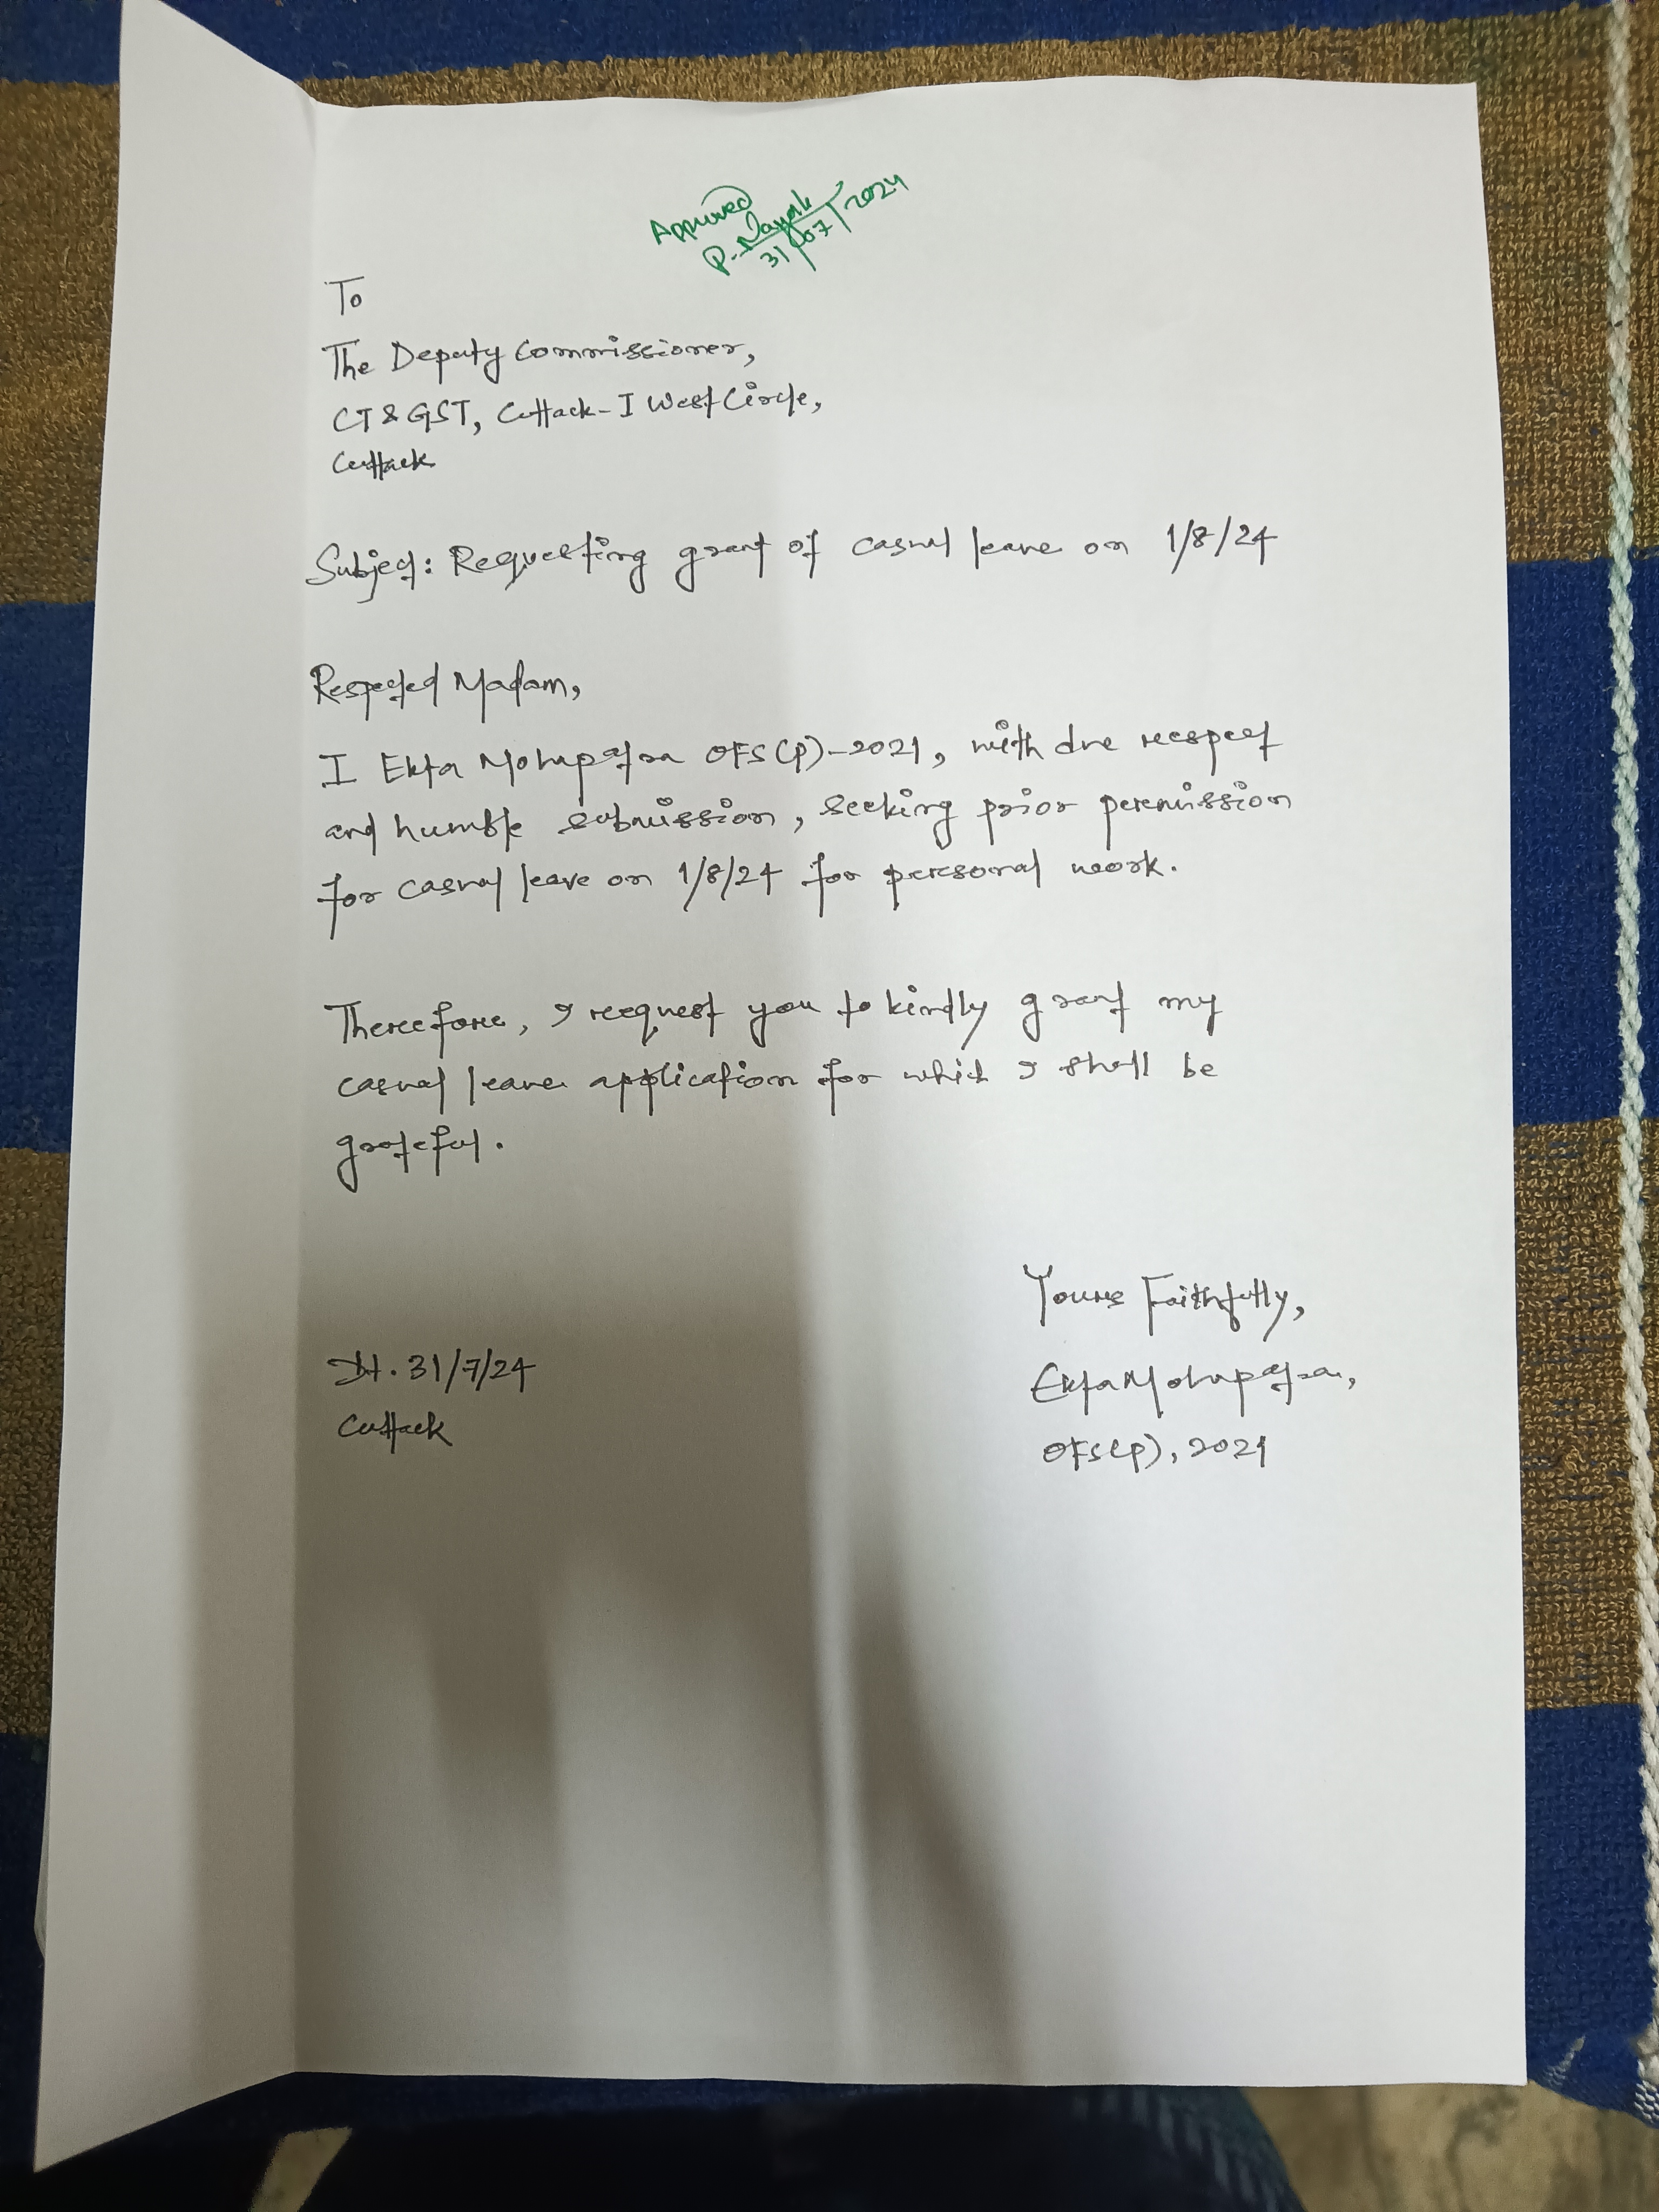 Approved
P. Nayak
31/07/2024
To
The Deputy Commissioner,
CT & GST, Cuttack-I West Circle,
Cuttack
Subject: Requesting grant of casual leave on 1/8/24
Respected Madam,
I Ekta Mohapatra OFS(P)-2021, with due respect
and humble submission, seeking prior permission
for casual leave on 1/8/24 for personal work.
Therefore, I request you to kindly grant my
casual leave application for which I shall be
grateful.
Yours Faithfully,
Dt. 31/7/24
Ekta Mohapatra,
Cuttack
OFS(P), 2021